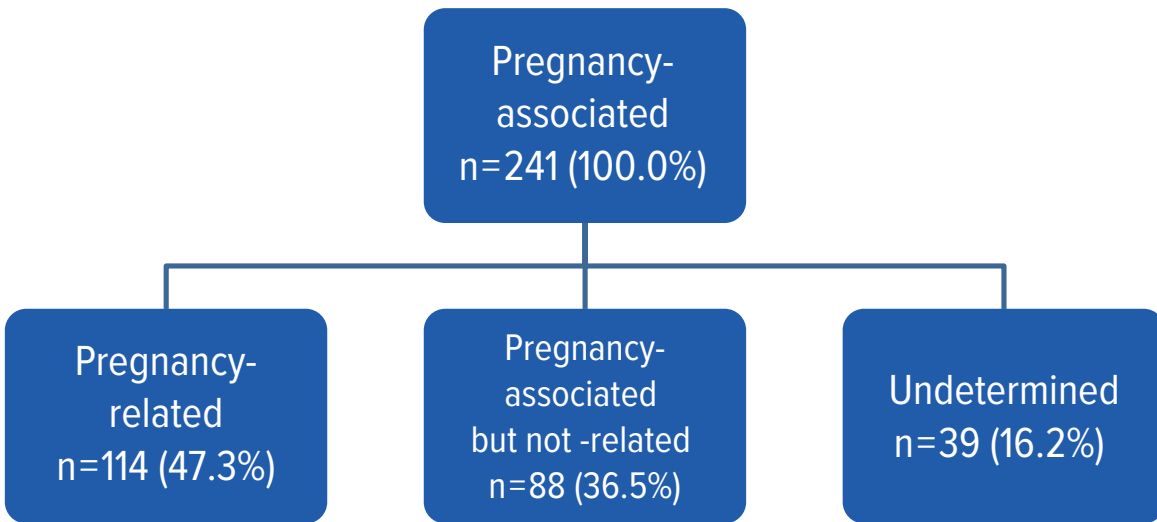 Pregnancy-
associated
n=241 (100.0%)
Pregnancy-
related
n=114 (47.3%)
Pregnancy-
associated
but not -related
n=88 (36.5%)
Undetermined
n=39 (16.2%)